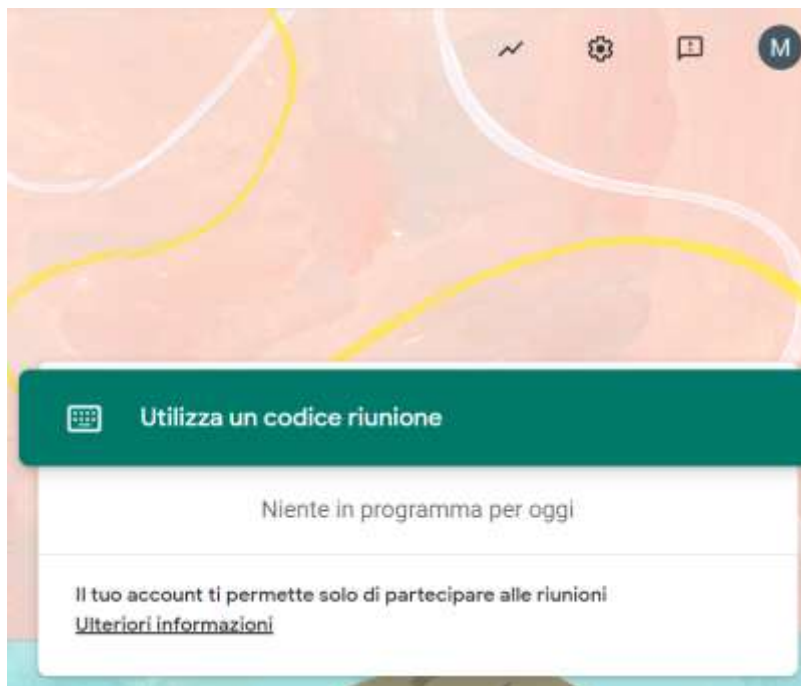 M
Utilizza un codice riunione
Niente in programma per oggi
Il tuo account ti permette solo di partecipare alle riunioni
Ulteriori informazioni